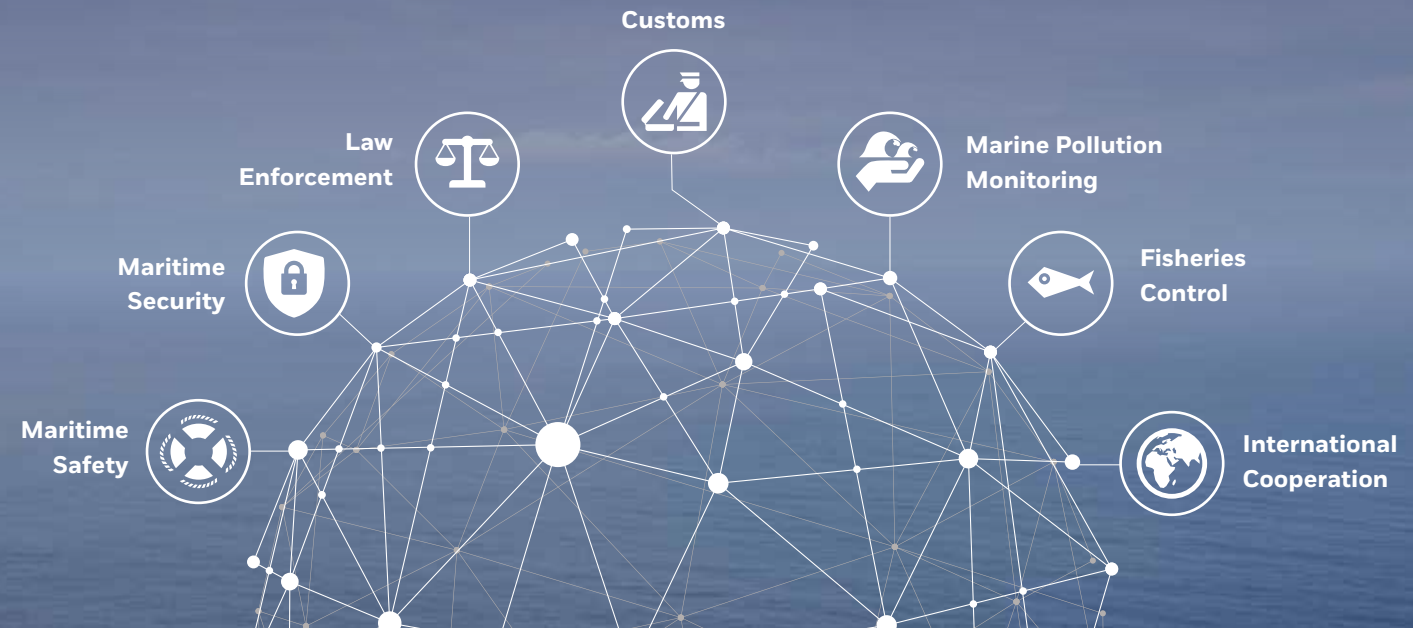 Customs
Law
Enforcement
Marine Pollution
Monitoring
Maritime
Security
Fisheries
Control
Maritime
Safety
International
Cooperation